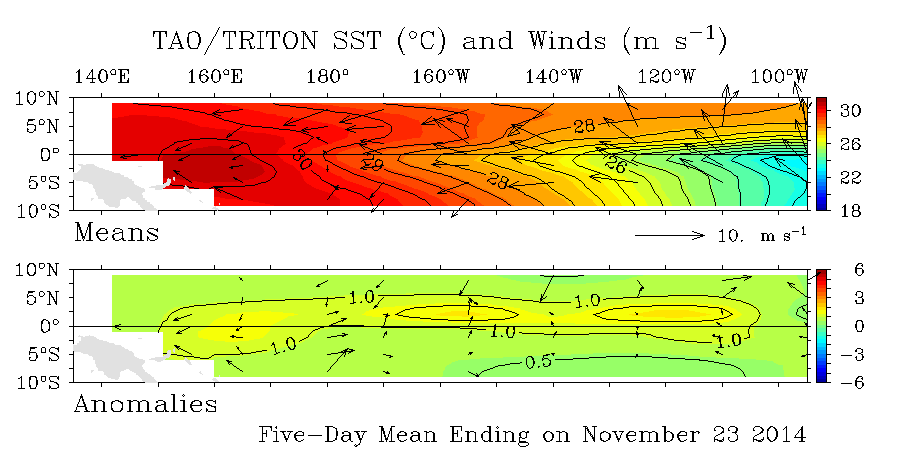 TAO/TRITON SST (°C) and Winds (m s⁻¹)
140°E 160°E 180° 160°W 140°W 120°W 100°W
10°N
5°N
0°
5°S
10°S
28
30
29
28
26
30
26
22
18
Means
10. m s⁻¹
10°N
5°N
0°
5°S
10°S
1.0
1.0
1.0
1.0
1.0
0.5
6
3
0
−3
−6
Anomalies
Five−Day Mean Ending on November 23 2014